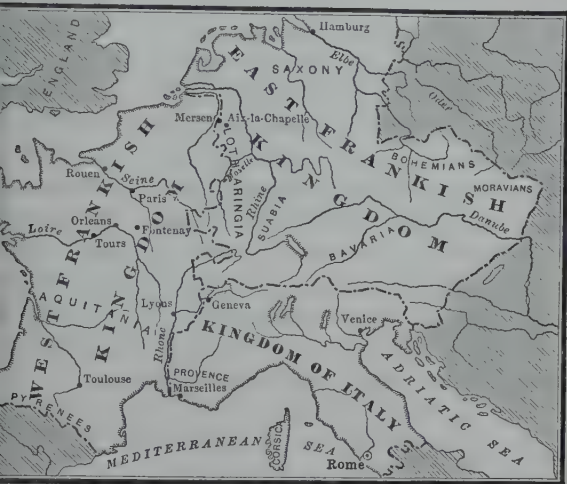 ENGLAND
Hamburg
Elbe
SAXONY
Oder
EAST FRANKISH KINGDOM
Mersen
Aix-la-Chapelle
LOTHARINGIA
Moselle
Rhine
SUABIA
BOHEMIANS
MORAVIANS
Danube
BAVARIA
Rouen
Seine
Paris
Orleans
Loire
Tours
Fontenay
WEST FRANKISH KINGDOM
AQUITANIA
Lyons
Rhone
Geneva
Venice
KINGDOM OF ITALY
PROVENCE
Marseilles
Toulouse
PYRENEES
MEDITERRANEAN SEA
CORSICA
Rome
ADRIATIC SEA